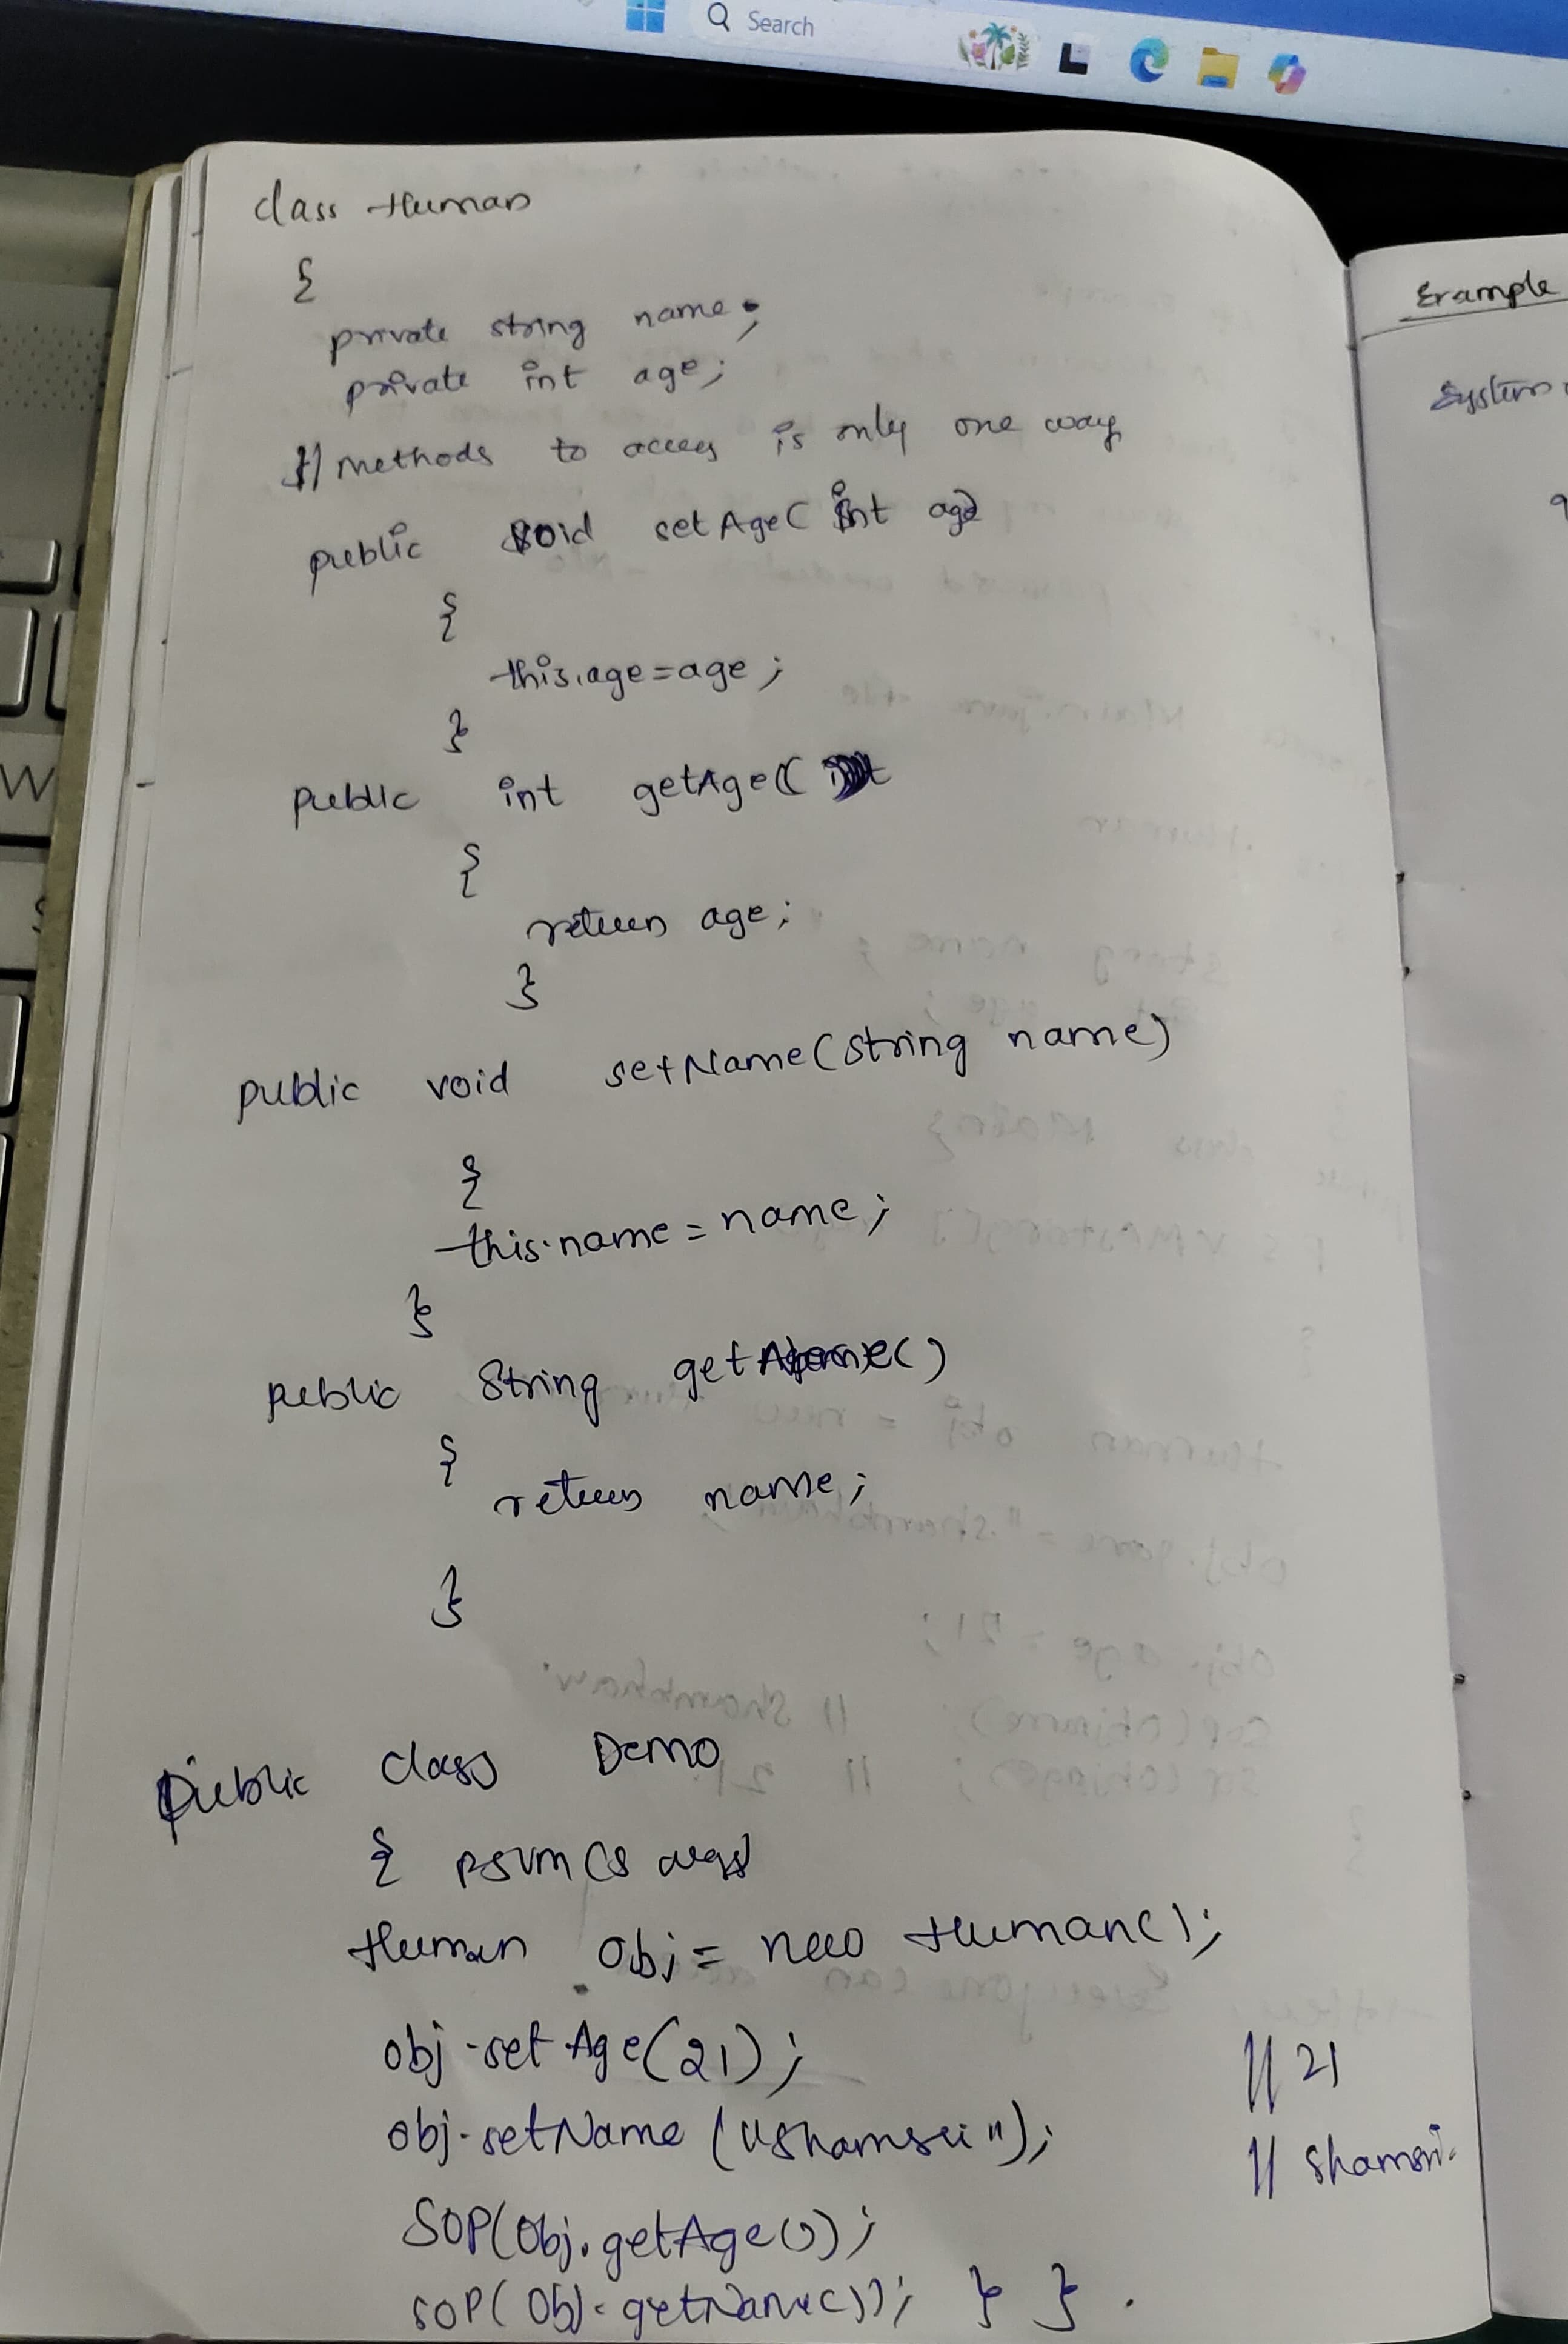 Search
class Human
{
private string name;
private int age;
// methods to access is only one way
public void setAge( int age)
{
this.age=age;
}
public int getAge((
{
return age;
}
public void setName(string name)
{
this.name = name;
}
public String getName()
{
return name;
}
public class Demo
{ psvm(s args)
Human obj = new Human();
obj.set Age(21); // 21
obj.setName ("shamsri"); // shamsri.
SOP(obj.getAge());
SOP(obj.getName()); } }.
Example
System
W